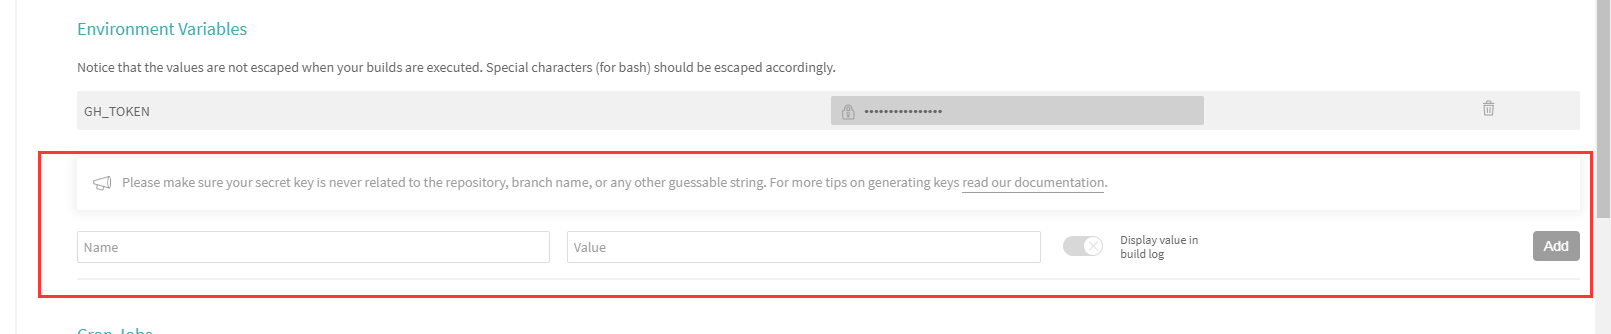 Environment Variables
Notice that the values are not escaped when your builds are executed. Special characters (for bash) should be escaped accordingly.
GH_TOKEN ••••••••••••••••
Please make sure your secret key is never related to the repository, branch name, or any other guessable string. For more tips on generating keys read our documentation.
Name Value Display value in
build log Add
Cron Jobs